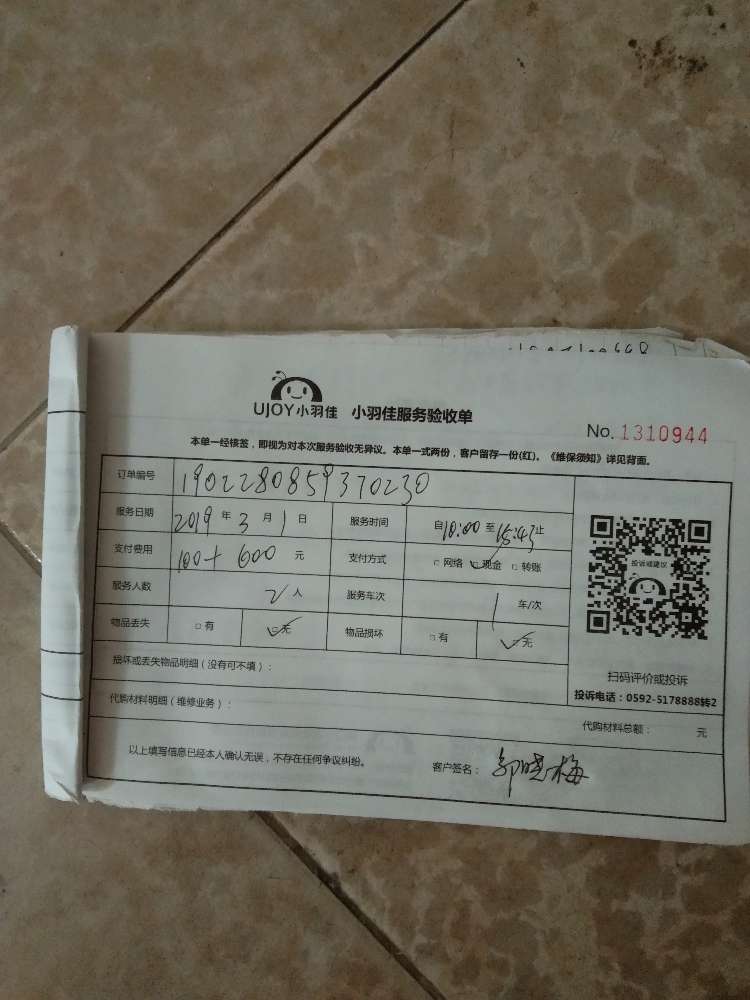 UJOY小羽佳 小羽佳服务验收单
No. 1310944
本单一经核签，即视为对本次服务验收无异议。本单一式两份，客户留存一份(红)。《维保须知》详见背面。
订单编号 1902280859370230
服务日期 2019 年 3 月 1 日 服务时间 自 10:00 至 15:43 止
支付费用 100+600 元 支付方式 □ 网络 ☑ 现金 □ 转账
服务人数 2 人 服务车次 1 车/次
物品丢失 □ 有 ☑ 无 物品损坏 □ 有 ☑ 无
投诉或建议
扫码评价或投诉
投诉电话：0592-5178888转2
损坏或丢失物品明细（没有可不填）：
代购材料明细（维修业务）：
代购材料总额： 元
以上填写信息已经本人确认无误，不存在任何争议纠纷。 客户签名： 郭晓梅